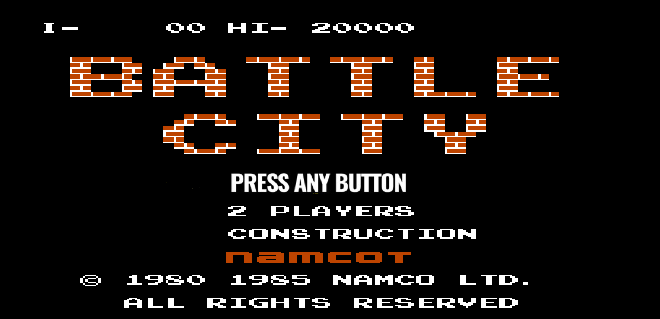 I- 00 HI- 20000
BATTLE
CITY
PRESS ANY BUTTON
2 PLAYERS
CONSTRUCTION
namcot
© 1980 1985 NAMCO LTD.
ALL RIGHTS RESERVED